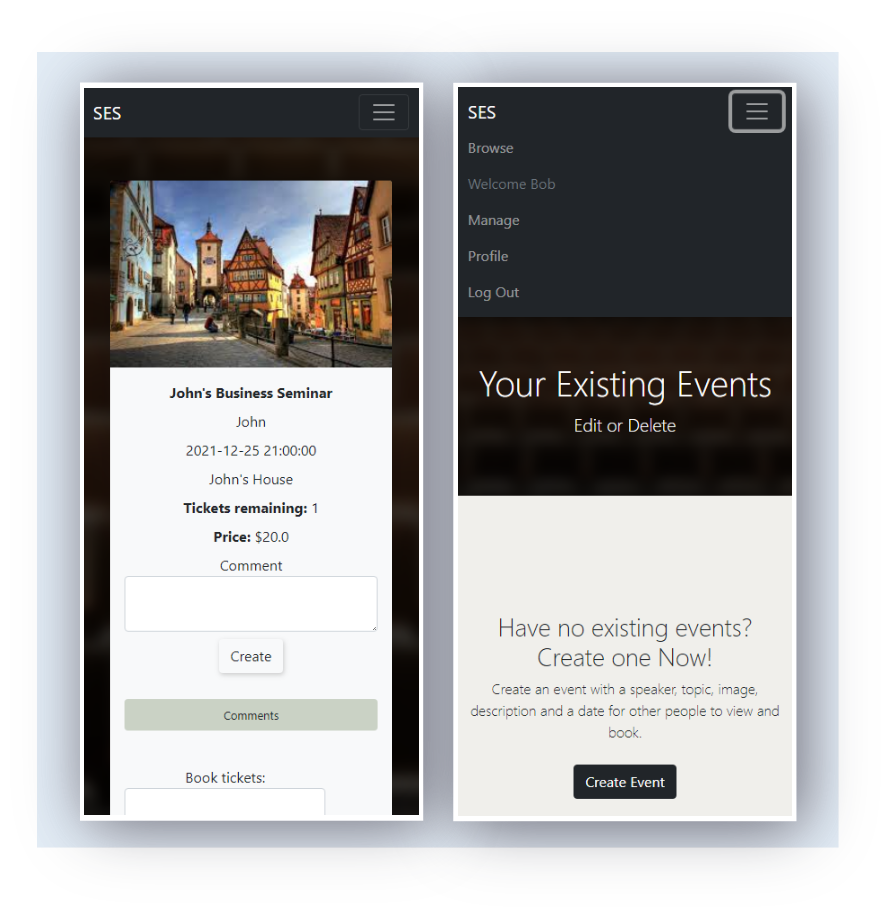 SES
John's Business Seminar
John
2021-12-25 21:00:00
John's House
Tickets remaining: 1
Price: $20.0
Comment
Create
Comments
Book tickets:
SES
Browse
Welcome Bob
Manage
Profile
Log Out
Your Existing Events
Edit or Delete
Have no existing events?
Create one Now!
Create an event with a speaker, topic, image,
description and a date for other people to view and
book.
Create Event